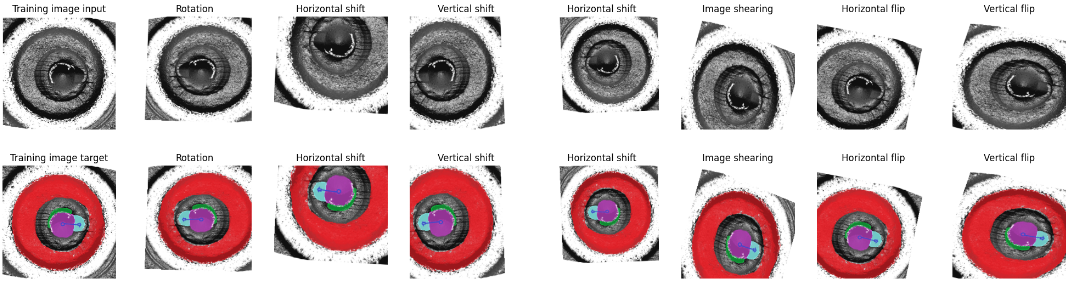 Training image input Rotation Horizontal shift Vertical shift Horizontal shift Image shearing Horizontal flip Vertical flip
Training image target Rotation Horizontal shift Vertical shift Horizontal shift Image shearing Horizontal flip Vertical flip